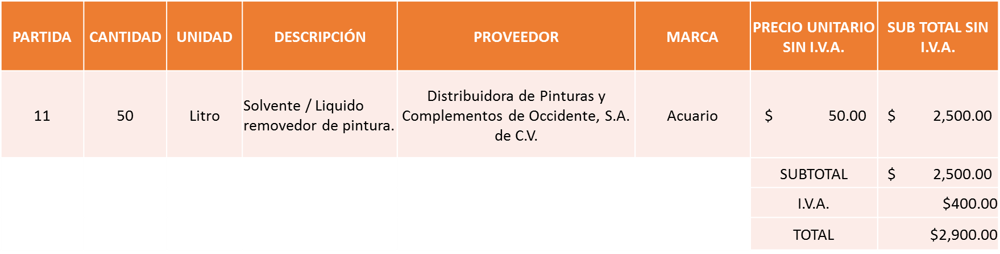 PARTIDA CANTIDAD UNIDAD DESCRIPCIÓN PROVEEDOR MARCA PRECIO UNITARIO SIN I.V.A. SUB TOTAL SIN I.V.A.
11 50 Litro Solvente / Liquido removedor de pintura. Distribuidora de Pinturas y Complementos de Occidente, S.A. de C.V. Acuario $ 50.00 $ 2,500.00
SUBTOTAL $ 2,500.00
I.V.A. $400.00
TOTAL $2,900.00